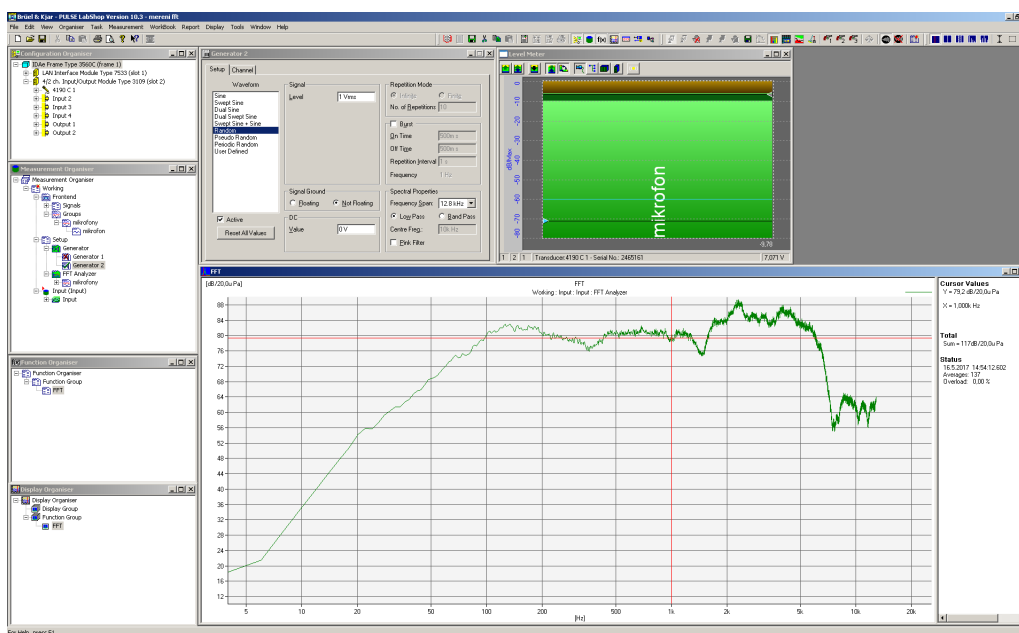 Brüel & Kjær - PULSE LabShop Version 10.3 - mereni fft
File Edit View Organiser Task Measurement WorkBook Report Display Tools Window Help
Configuration Organiser
IDAe Frame Type 3560C (Frame 1)
LAN Interface Module Type 7533 (slot 1)
4/2 ch. Input/Output Module Type 3109 (slot 2)
4190 C 1
Input 2
Input 3
Input 4
Output 1
Output 2
Measurement Organiser
Measurement Organiser
Working
Frontend
Signals
Groups
mikrofony
mikrofon
Setup
Generator
Generator 1
Generator 2
FFT Analyzer
mikrofony
Input (Input)
Input
Function Organiser
Function Organiser
Function Group
FFT
Display Organiser
Display Organiser
Display Group
Function Group
FFT
Generator 2
Setup Channel
Waveform
Sine
Swept Sine
Dual Sine
Dual Swept Sine
Swept Sine + Sine
Random
Pseudo Random
Periodic Random
User Defined
Active
Reset All Values
Signal
Level: 1 Vrms
Signal Ground
Floating Not Floating
DC
Value 0 V
Repetition Mode
Infinite Finite
No. of Repetitions 10
Burst
On Time 500m s
Off Time 500m s
Repetition Interval 1 s
Frequency 1 Hz
Spectral Properties
Frequency Span: 12.8 kHz
Low Pass Band Pass
Centre Freq.: 10k Hz
Pink Filter
Level Meter
dB/Max
0
-10
-20
-30
-40
-50
-60
-70
-80
mikrofon
-9,78
1 2 1 Transducer:4190 C 1 - Serial No.: 2465161 7,071 V
FFT
[dB/20,0u Pa] FFT
Working : Input : Input : FFT Analyzer
88
84
80
76
72
68
64
60
56
52
48
44
40
36
32
28
24
20
16
12
5 10 20 50 100 200 500 1k 2k 5k 10k 20k
[Hz]
Cursor Values
Y = 79,2 dB/20,0u Pa
X = 1,000k Hz
Total
Sum = 117dB/20,0u Pa
Status
16.5.2017 14:54:12.602
Averages: 137
Overload: 0,00 %
For Help, press F1